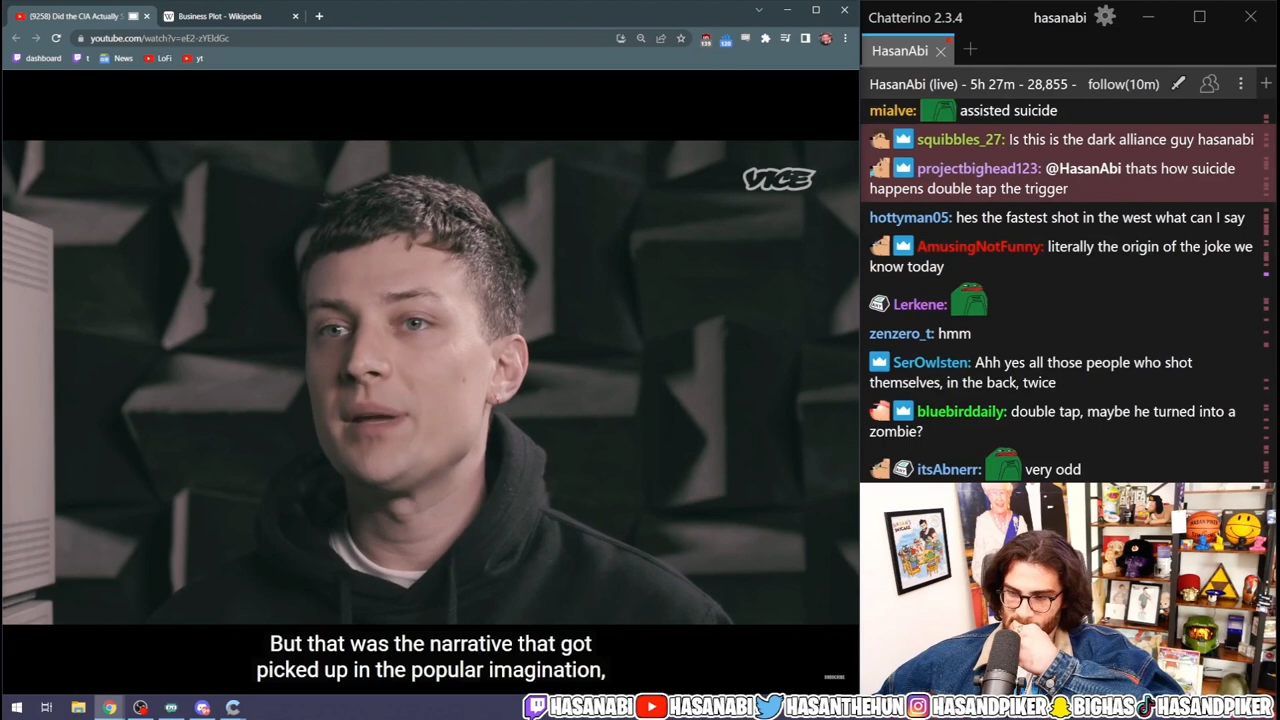 (9258) Did the CIA Actually S
Business Plot - Wikipedia
youtube.com/watch?v=eE2-zYEldGc
dashboard
t
News
LoFi
yt
VICE
But that was the narrative that got
picked up in the popular imagination,
SUBSCRIBE
Chatterino 2.3.4
hasanabi
HasanAbi
HasanAbi (live) - 5h 27m - 28,855 -
follow(10m)
mialve: assisted suicide
squibbles_27: Is this is the dark alliance guy hasanabi
projectbighead123: @HasanAbi thats how suicide
happens double tap the trigger
hottyman05: hes the fastest shot in the west what can I say
AmusingNotFunny: literally the origin of the joke we
know today
Lerkene:
zenzero_t: hmm
SerOwlsten: Ahh yes all those people who shot
themselves, in the back, twice
bluebirddaily: double tap, maybe he turned into a
zombie?
itsAbnerr: very odd
HASANABI HASANABI HASANTHEHUN HASANDPIKER BIGHAS HASANDPIKER